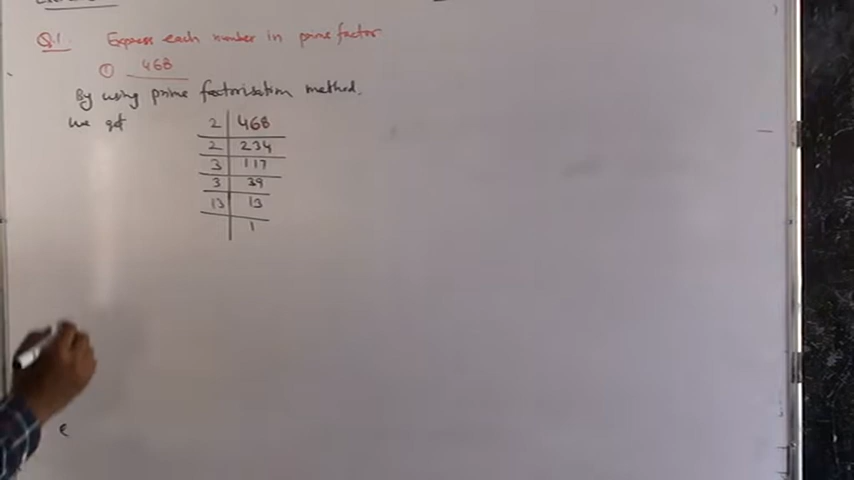 Q.1. Express each number in prime factor
① 468
By using prime factorisation method.
We get
2 | 468
2 | 234
3 | 117
3 | 39
13 | 13
| 1